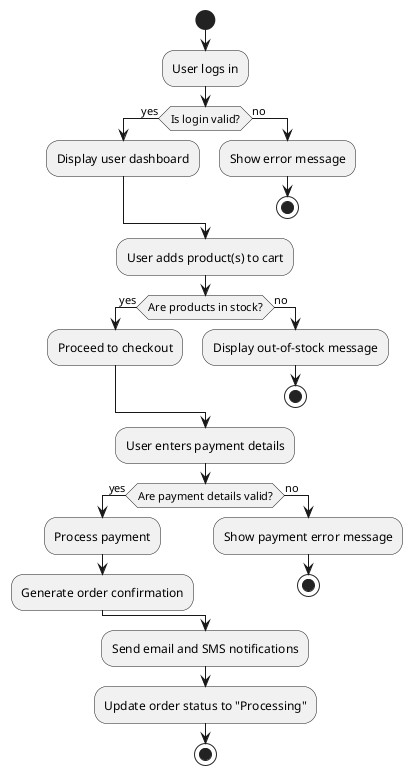 User logs in
yes
Is login valid?
no
Display user dashboard
Show error message
User adds product(s) to cart
yes
Are products in stock?
no
Proceed to checkout
Display out-of-stock message
User enters payment details
yes
Are payment details valid?
no
Process payment
Show payment error message
Generate order confirmation
Send email and SMS notifications
Update order status to "Processing"